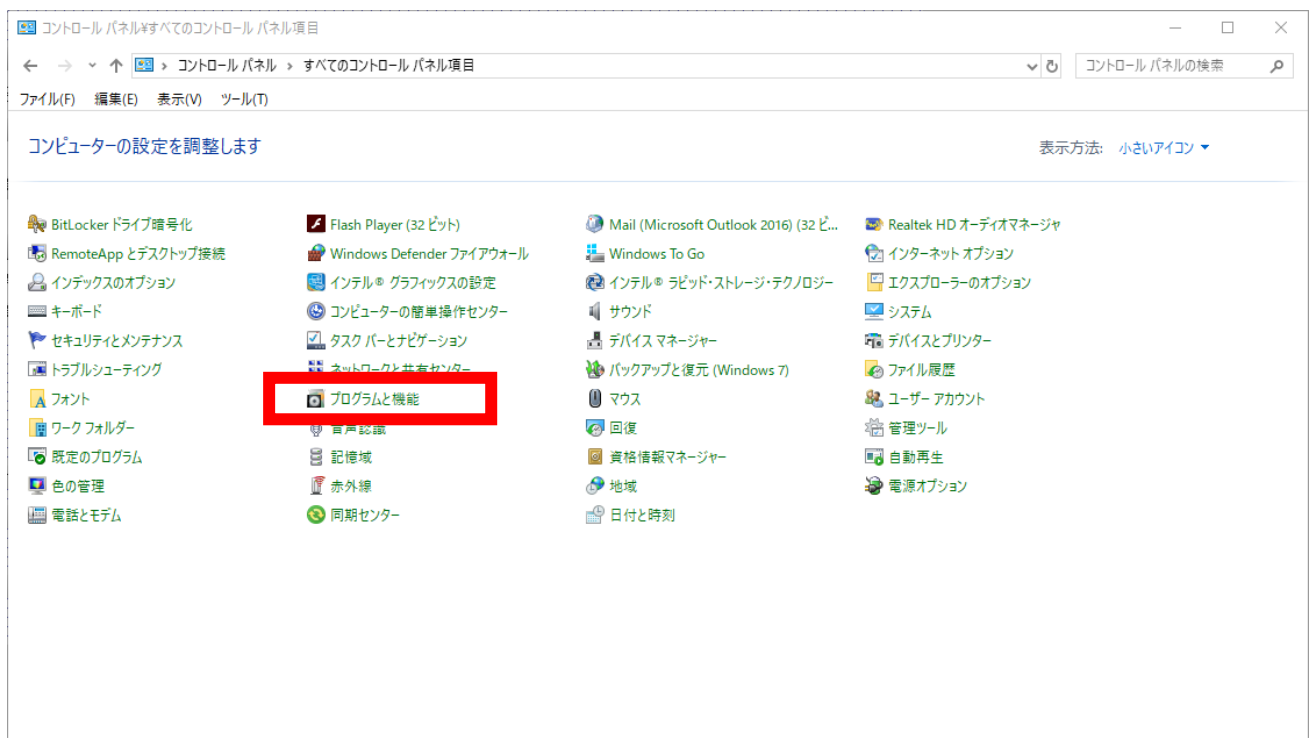 コントロール パネル¥すべてのコントロール パネル項目
コントロール パネル › すべてのコントロール パネル項目
コントロール パネルの検索
ファイル(F) 編集(E) 表示(V) ツール(T)
コンピューターの設定を調整します
表示方法: 小さいアイコン
BitLocker ドライブ暗号化
Flash Player (32 ビット)
Mail (Microsoft Outlook 2016) (32 ビ...
Realtek HD オーディオマネージャ
RemoteApp とデスクトップ接続
Windows Defender ファイアウォール
Windows To Go
インターネット オプション
インデックスのオプション
インテル® グラフィックスの設定
インテル® ラピッド・ストレージ・テクノロジー
エクスプローラーのオプション
キーボード
コンピューターの簡単操作センター
サウンド
システム
セキュリティとメンテナンス
タスク バーとナビゲーション
デバイス マネージャー
デバイスとプリンター
トラブルシューティング
ネットワークと共有センター
バックアップと復元 (Windows 7)
ファイル履歴
フォント
プログラムと機能
マウス
ユーザー アカウント
ワーク フォルダー
音声認識
回復
管理ツール
既定のプログラム
記憶域
資格情報マネージャー
自動再生
色の管理
赤外線
地域
電源オプション
電話とモデム
同期センター
日付と時刻